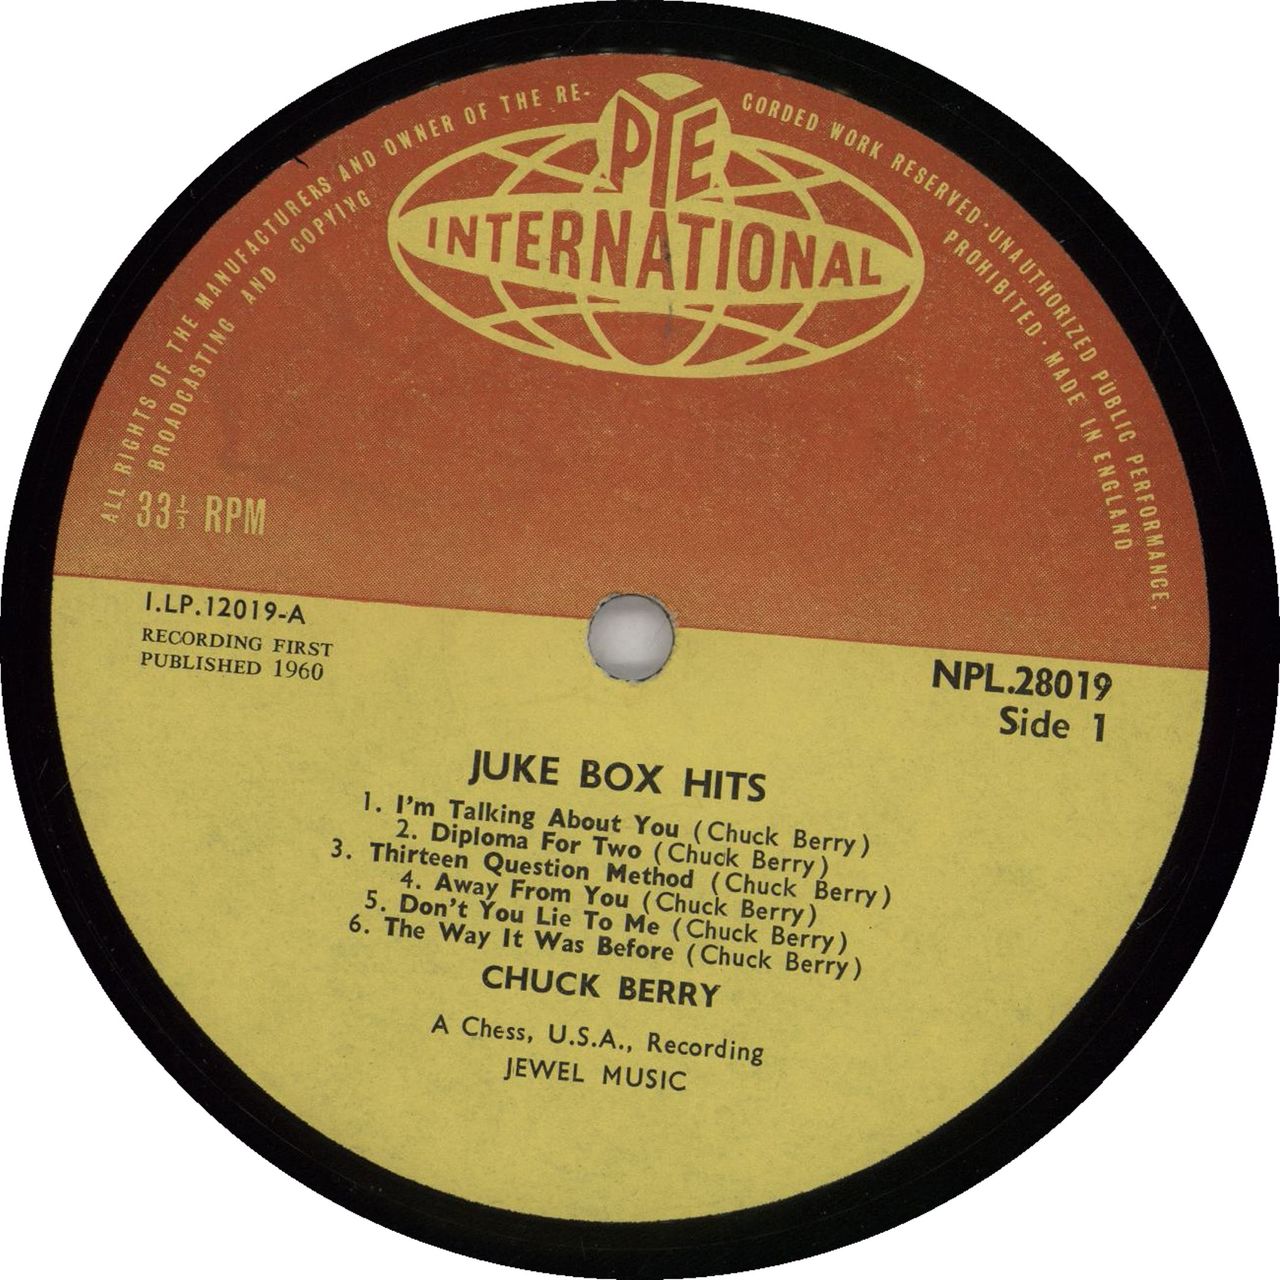 ALL RIGHTS OF THE MANUFACTURERS AND OWNER OF THE RE-CORDED WORK RESERVED · UNAUTHORIZED PUBLIC PERFORMANCE,
BROADCASTING AND COPYING PROHIBITED · MADE IN ENGLAND
PYE
INTERNATIONAL
33⅓ RPM
I.LP.12019-A
RECORDING FIRST
PUBLISHED 1960
NPL.28019
Side 1
JUKE BOX HITS
1. I'm Talking About You (Chuck Berry)
2. Diploma For Two (Chuck Berry)
3. Thirteen Question Method (Chuck Berry)
4. Away From You (Chuck Berry)
5. Don't You Lie To Me (Chuck Berry)
6. The Way It Was Before (Chuck Berry)
CHUCK BERRY
A Chess, U.S.A., Recording
JEWEL MUSIC